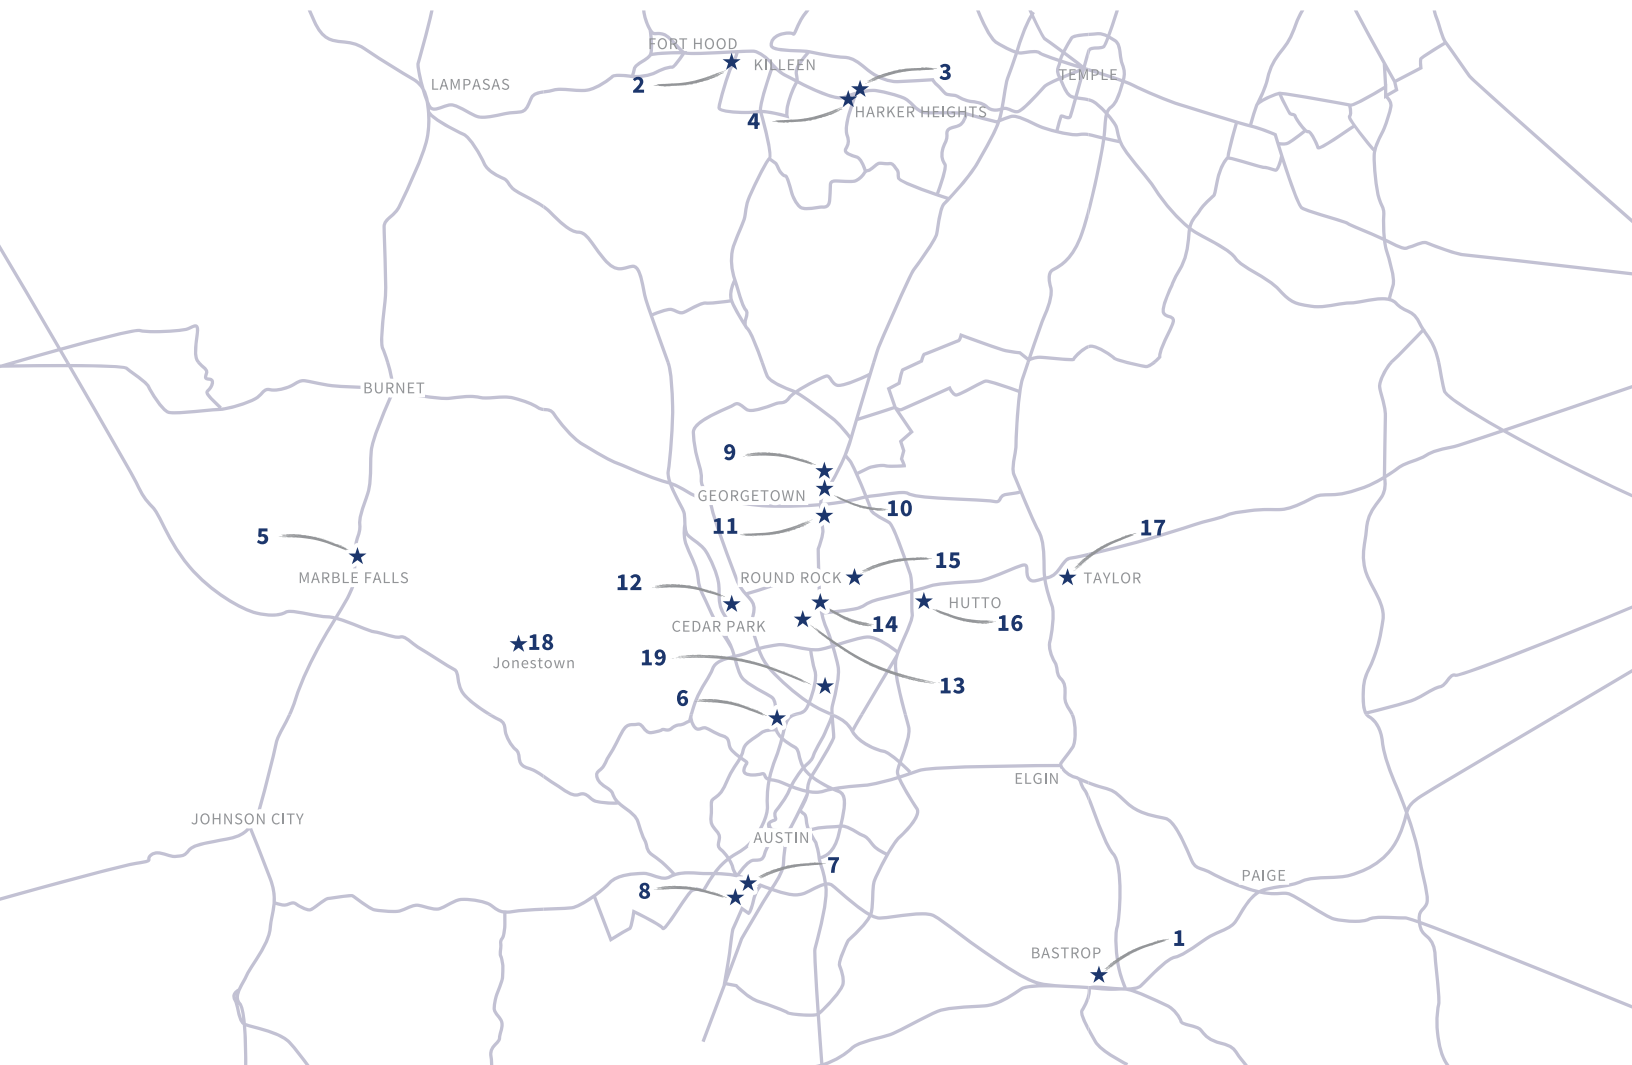 FORT HOOD
KILLEEN
3
TEMPLE
LAMPASAS
2
HARKER HEIGHTS
4
BURNET
9
GEORGETOWN
10
11
17
5
15
MARBLE FALLS
ROUND ROCK
TAYLOR
12
HUTTO
CEDAR PARK
14
16
18
Jonestown
19
13
6
ELGIN
JOHNSON CITY
AUSTIN
7
PAIGE
8
1
BASTROP